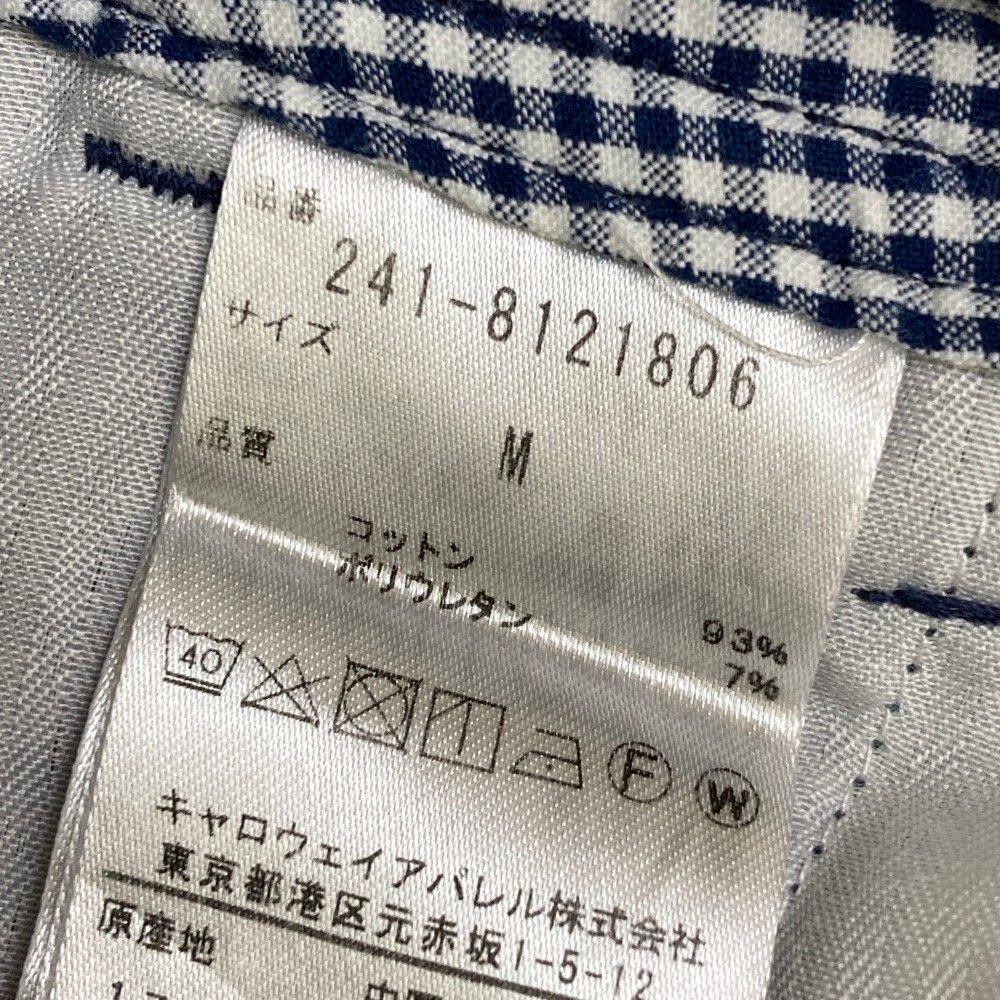 品番
241-8121806
サイズ
M
品質
コットン 93%
ポリウレタン 7%
40
F W
キャロウェイアパレル株式会社
東京都港区元赤坂1-5-12
原産地